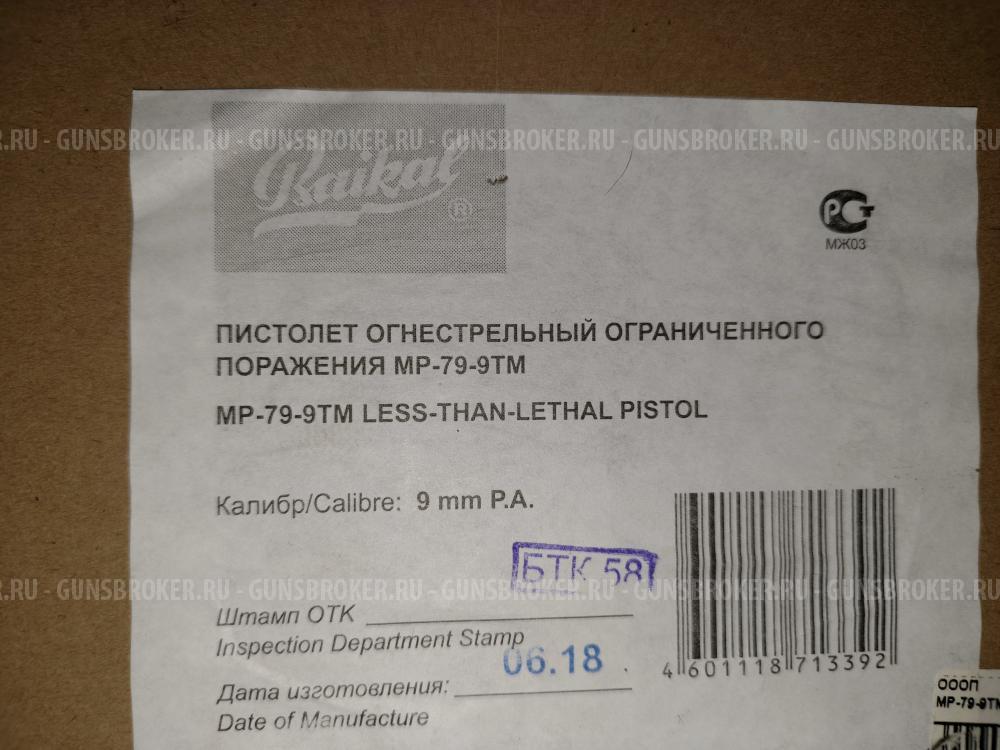 .RU - GUNSBROKER.RU - GUNSBROKER.RU - GUNSBROKER.RU - GUNSBROKER.RU - GUNSBROKER.RU
Baikal ®
РСТ
МЖ03
ПИСТОЛЕТ ОГНЕСТРЕЛЬНЫЙ ОГРАНИЧЕННОГО
ПОРАЖЕНИЯ МР-79-9ТМ
MP-79-9TM LESS-THAN-LETHAL PISTOL
Калибр/Calibre: 9 mm P.A.
БТК 58
R.RU - GUNSBROKER.RU - GUNSBROKER.RU - GUNSBROKER.RU - GUNSBROKER.RU - GUNSBROKER.RU
Штамп ОТК
Inspection Department Stamp
06.18
4 601118 713392
Дата изготовления:
Date of Manufacture
ОООП
МР-79-9ТМ